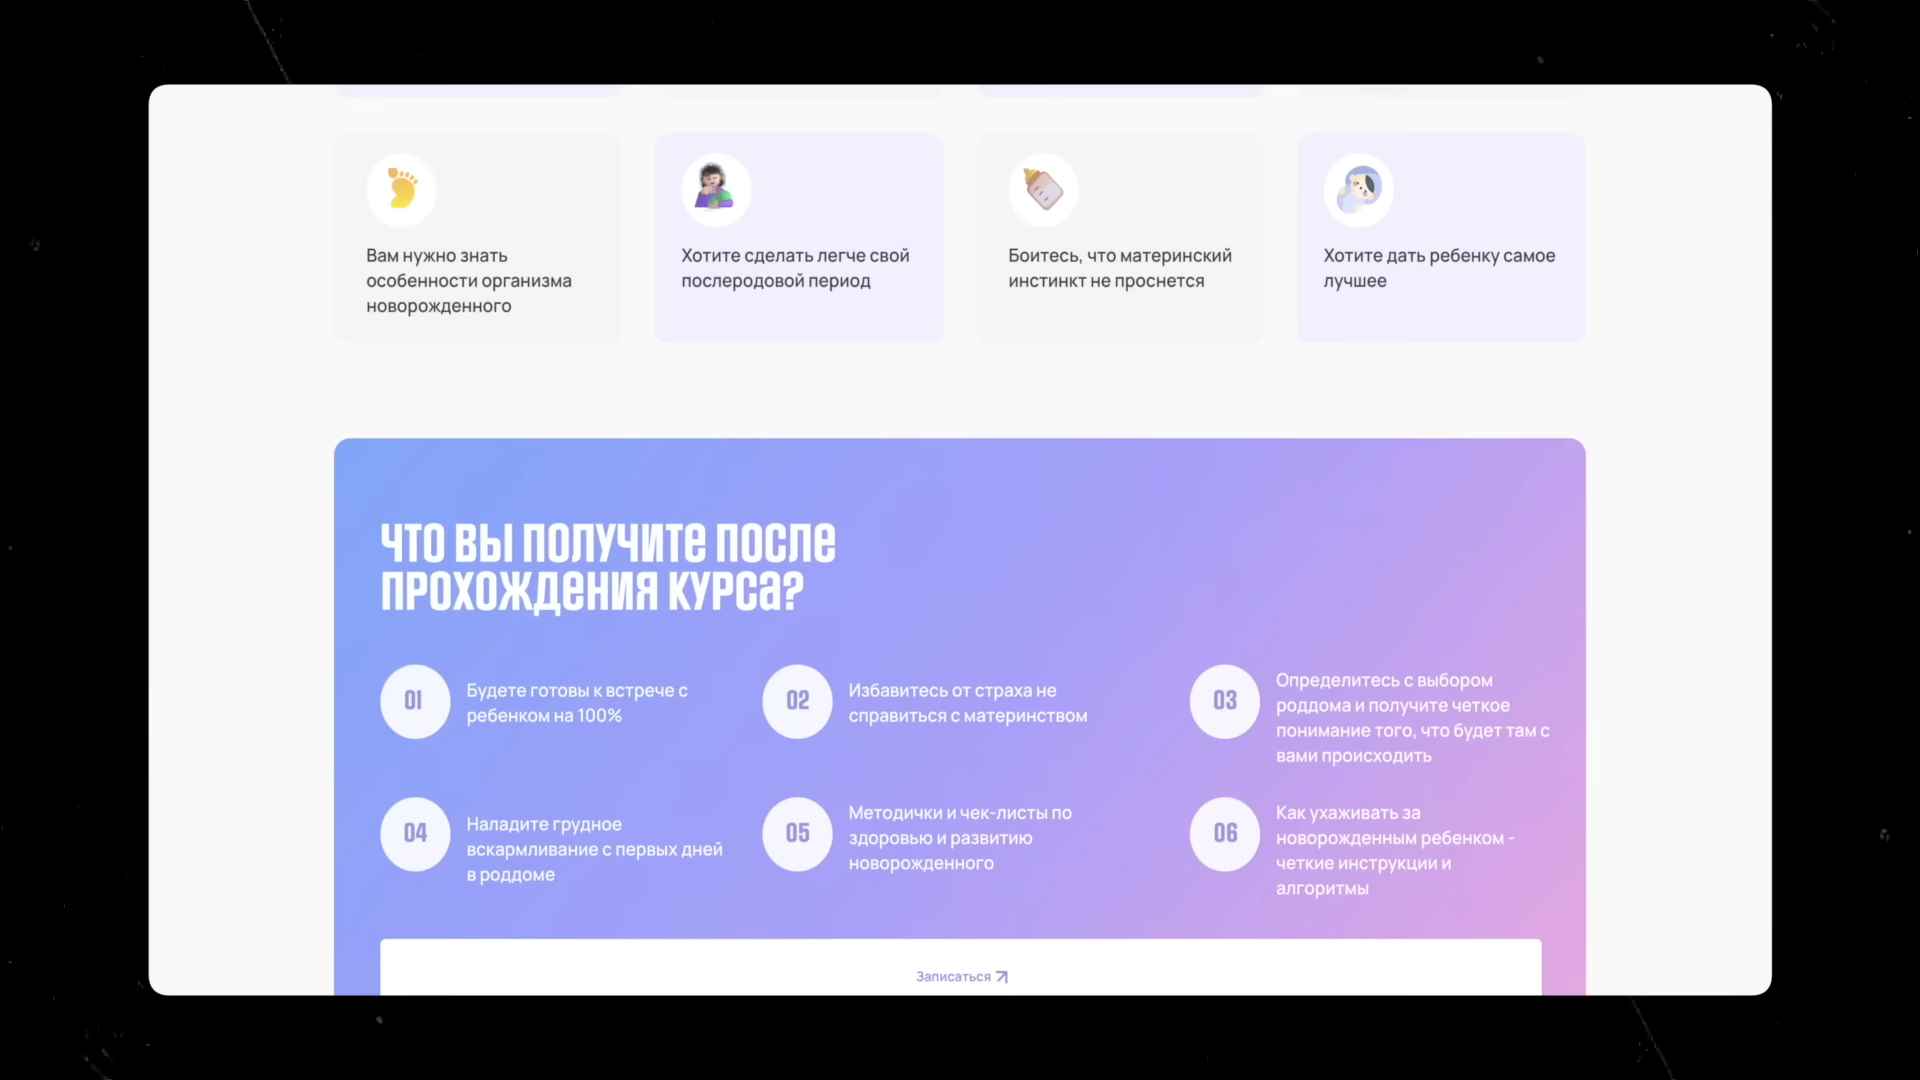 Вам нужно знать
особенности организма
новорожденного
Хотите сделать легче свой
послеродовой период
Боитесь, что материнский
инстинкт не проснется
Хотите дать ребенку самое
лучшее
ЧТО ВЫ ПОЛУЧИТЕ ПОСЛЕ
ПРОХОЖДЕНИЯ КУРСА?
01
Будете готовы к встрече с
ребенком на 100%
02
Избавитесь от страха не
справиться с материнством
03
Определитесь с выбором
роддома и получите четкое
понимание того, что будет там с
вами происходить
04
Наладите грудное
вскармливание с первых дней
в роддоме
05
Методички и чек-листы по
здоровью и развитию
новорожденного
06
Как ухаживать за
новорожденным ребенком -
четкие инструкции и
алгоритмы
Записаться